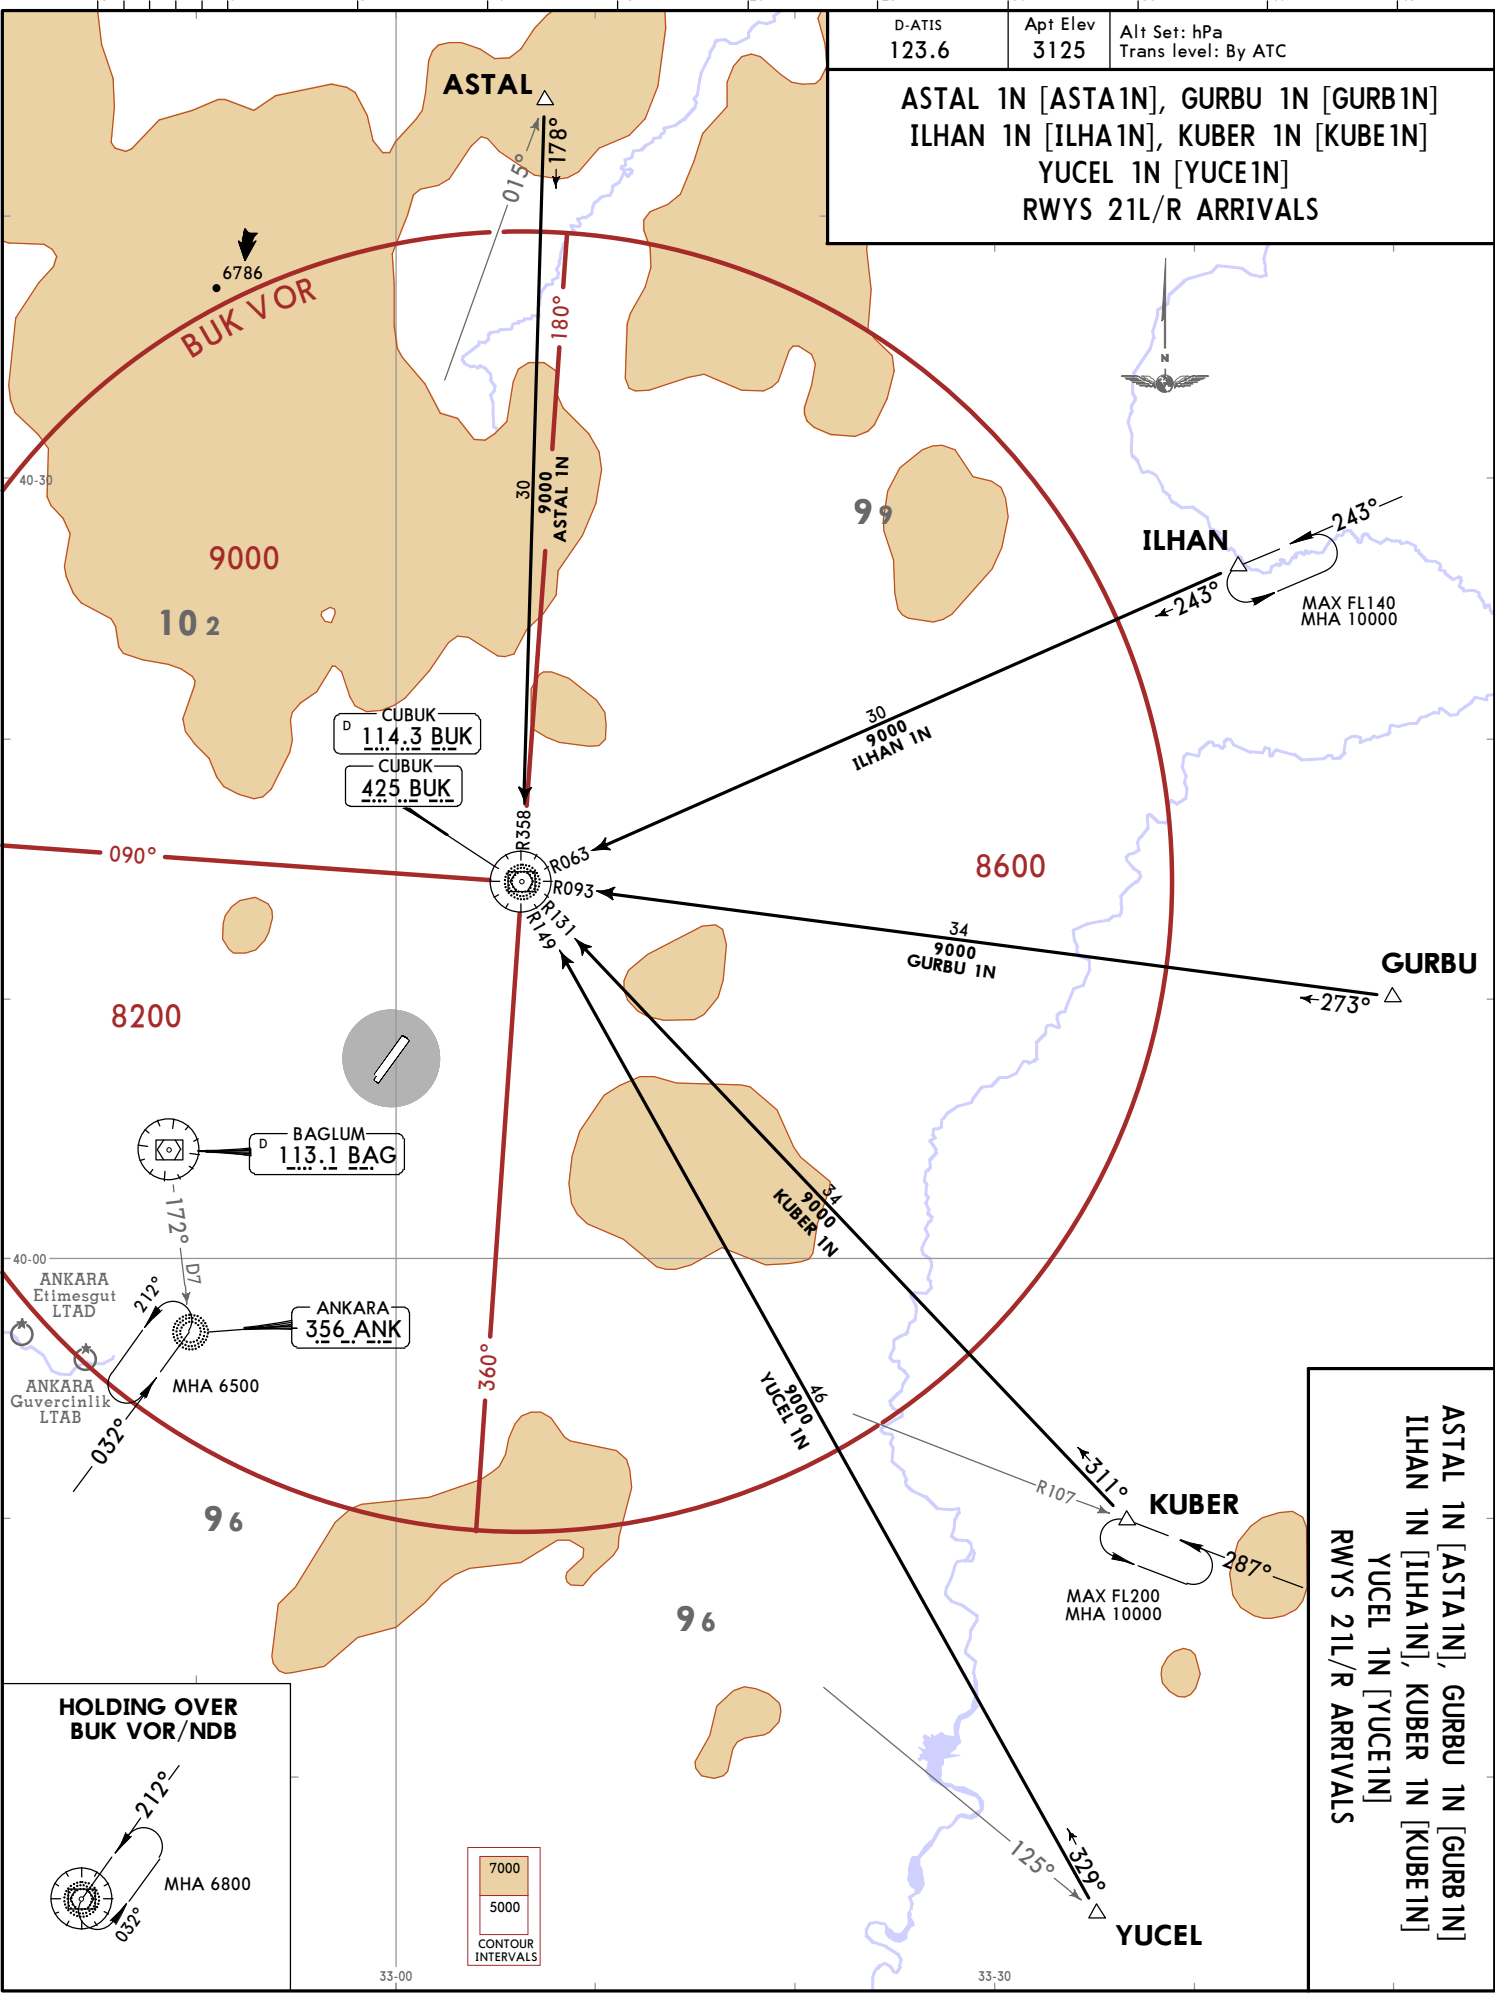 D-ATIS
123.6
Apt Elev
3125
Alt Set: hPa
Trans level: By ATC
ASTAL 1N [ASTA1N], GURBU 1N [GURB1N]
ILHAN 1N [ILHA1N], KUBER 1N [KUBE1N]
YUCEL 1N [YUCE1N]
RWYS 21L/R ARRIVALS
ASTAL
178°
015°
6786
BUK VOR
180°
N
40-30
30
9000
ASTAL 1N
99
9000
102
ILHAN
243°
243°
MAX FL140
MHA 10000
30
9000
ILHAN 1N
CUBUK
D 114.3 BUK
CUBUK
425 BUK
R358
R063
R093
R131
R149
090°
8600
34
9000
GURBU 1N
GURBU
273°
8200
BAGLUM
D 113.1 BAG
172°
D7
34
9000
KUBER 1N
40-00
ANKARA
Etimesgut
LTAD
212°
ANKARA
356 ANK
ANKARA
Guvercinlik
LTAB
MHA 6500
032°
360°
46
9000
YUCEL 1N
96
R107
311°
KUBER
287°
MAX FL200
MHA 10000
96
ASTAL 1N [ASTA1N], GURBU 1N [GURB1N]
ILHAN 1N [ILHA1N], KUBER 1N [KUBE1N]
YUCEL 1N [YUCE1N]
RWYS 21L/R ARRIVALS
HOLDING OVER
BUK VOR/NDB
212°
MHA 6800
032°
7000
5000
CONTOUR
INTERVALS
125°
329°
YUCEL
33-00
33-30